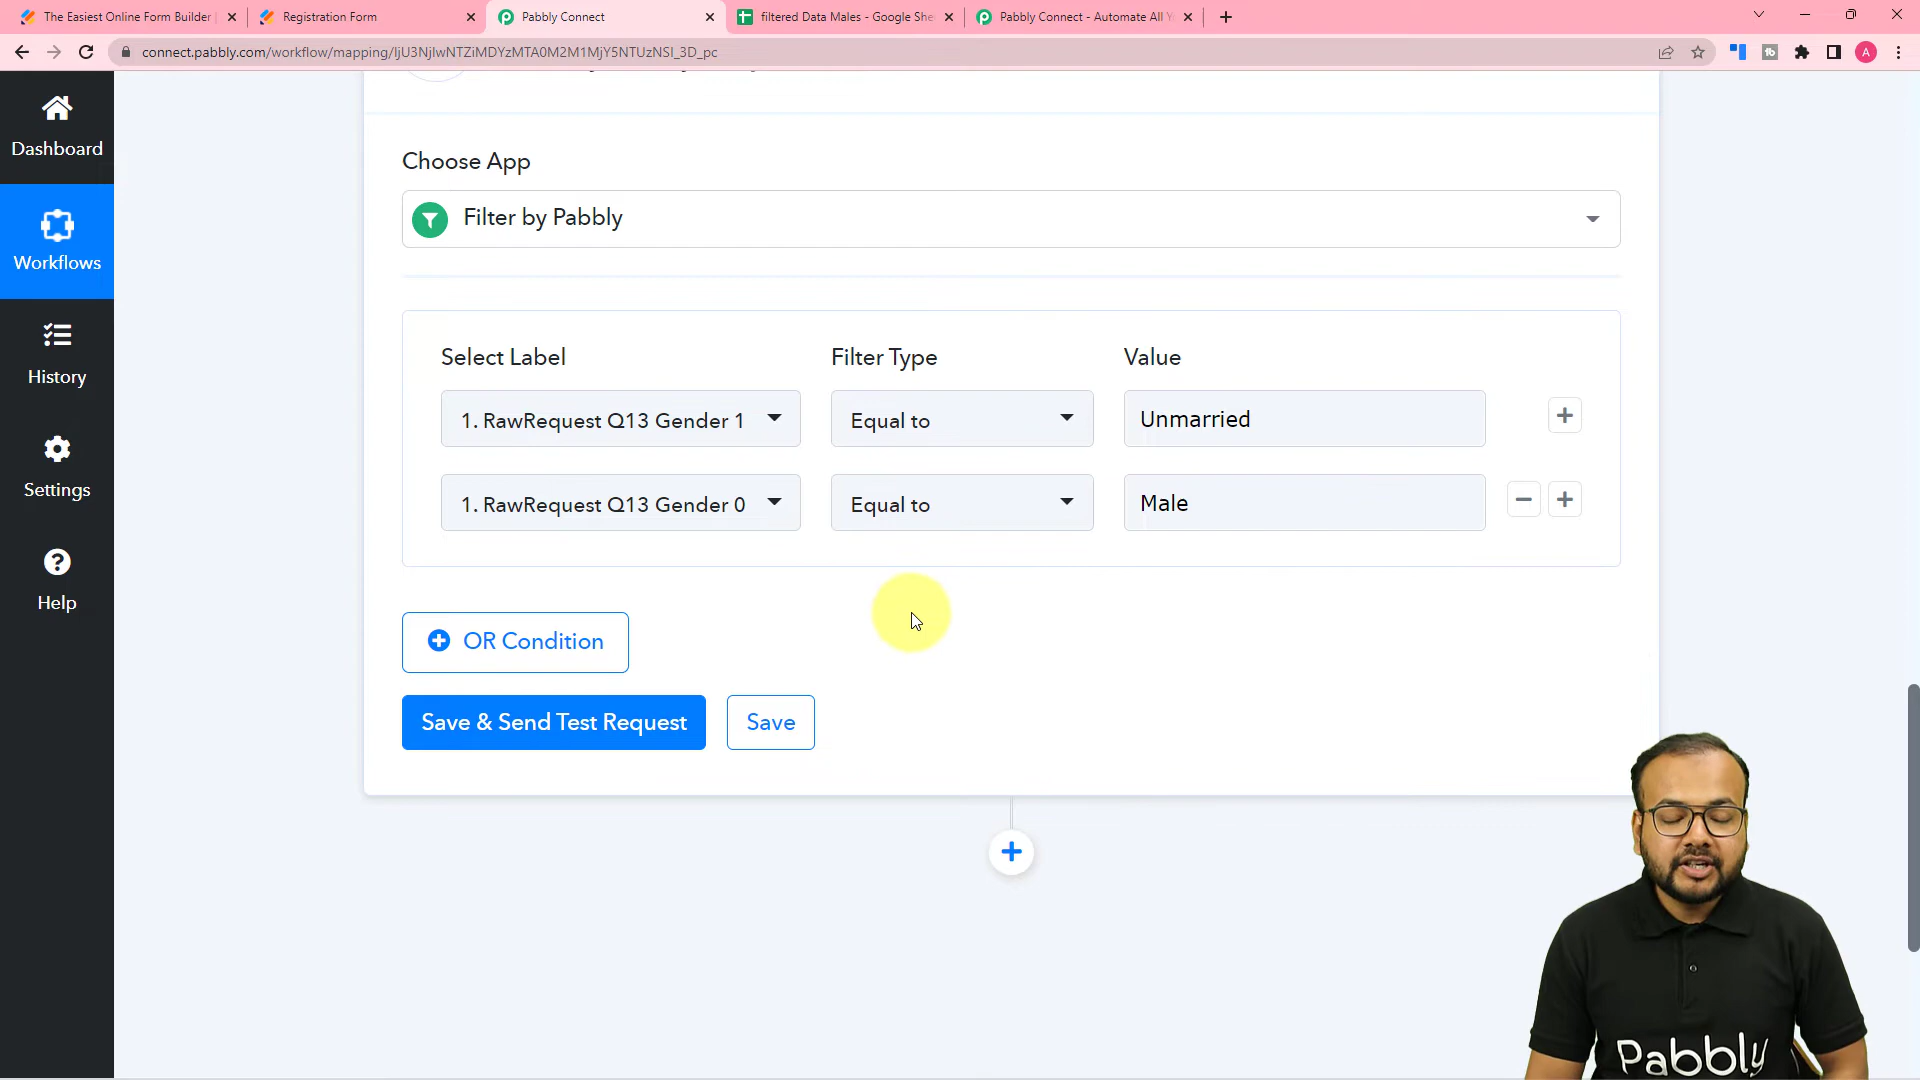 The Easiest Online Form Builder
Registration Form
Pabbly Connect
filtered Data Males - Google She
Pabbly Connect - Automate All Y
connect.pabbly.com/workflow/mapping/
A
Dashboard
Workflows
History
Settings
Help
Choose App
Filter by Pabbly
Select Label
Filter Type
Value
1. RawRequest Q13 Gender 1
Equal to
Unmarried
1. RawRequest Q13 Gender 0
Equal to
Male
OR Condition
Save & Send Test Request
Save
Pabbly